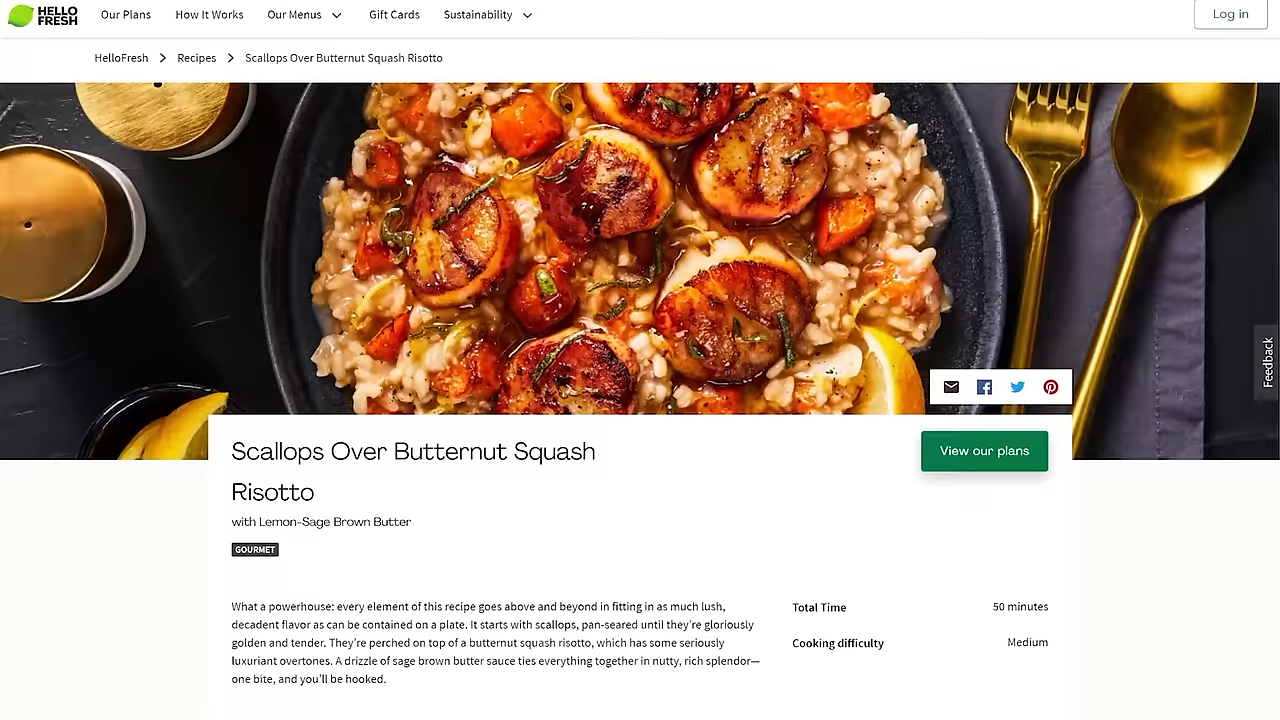 HELLO
FRESH
Our Plans
How It Works
Our Menus
Gift Cards
Sustainability
Log in
HelloFresh
Recipes
Scallops Over Butternut Squash Risotto
Feedback
Scallops Over Butternut Squash
Risotto
View our plans
with Lemon-Sage Brown Butter
GOURMET
What a powerhouse: every element of this recipe goes above and beyond in fitting in as much lush,
decadent flavor as can be contained on a plate. It starts with scallops, pan-seared until they're gloriously
golden and tender. They're perched on top of a butternut squash risotto, which has some seriously
luxuriant overtones. A drizzle of sage brown butter sauce ties everything together in nutty, rich splendor—
one bite, and you'll be hooked.
Total Time 50 minutes
Cooking difficulty Medium